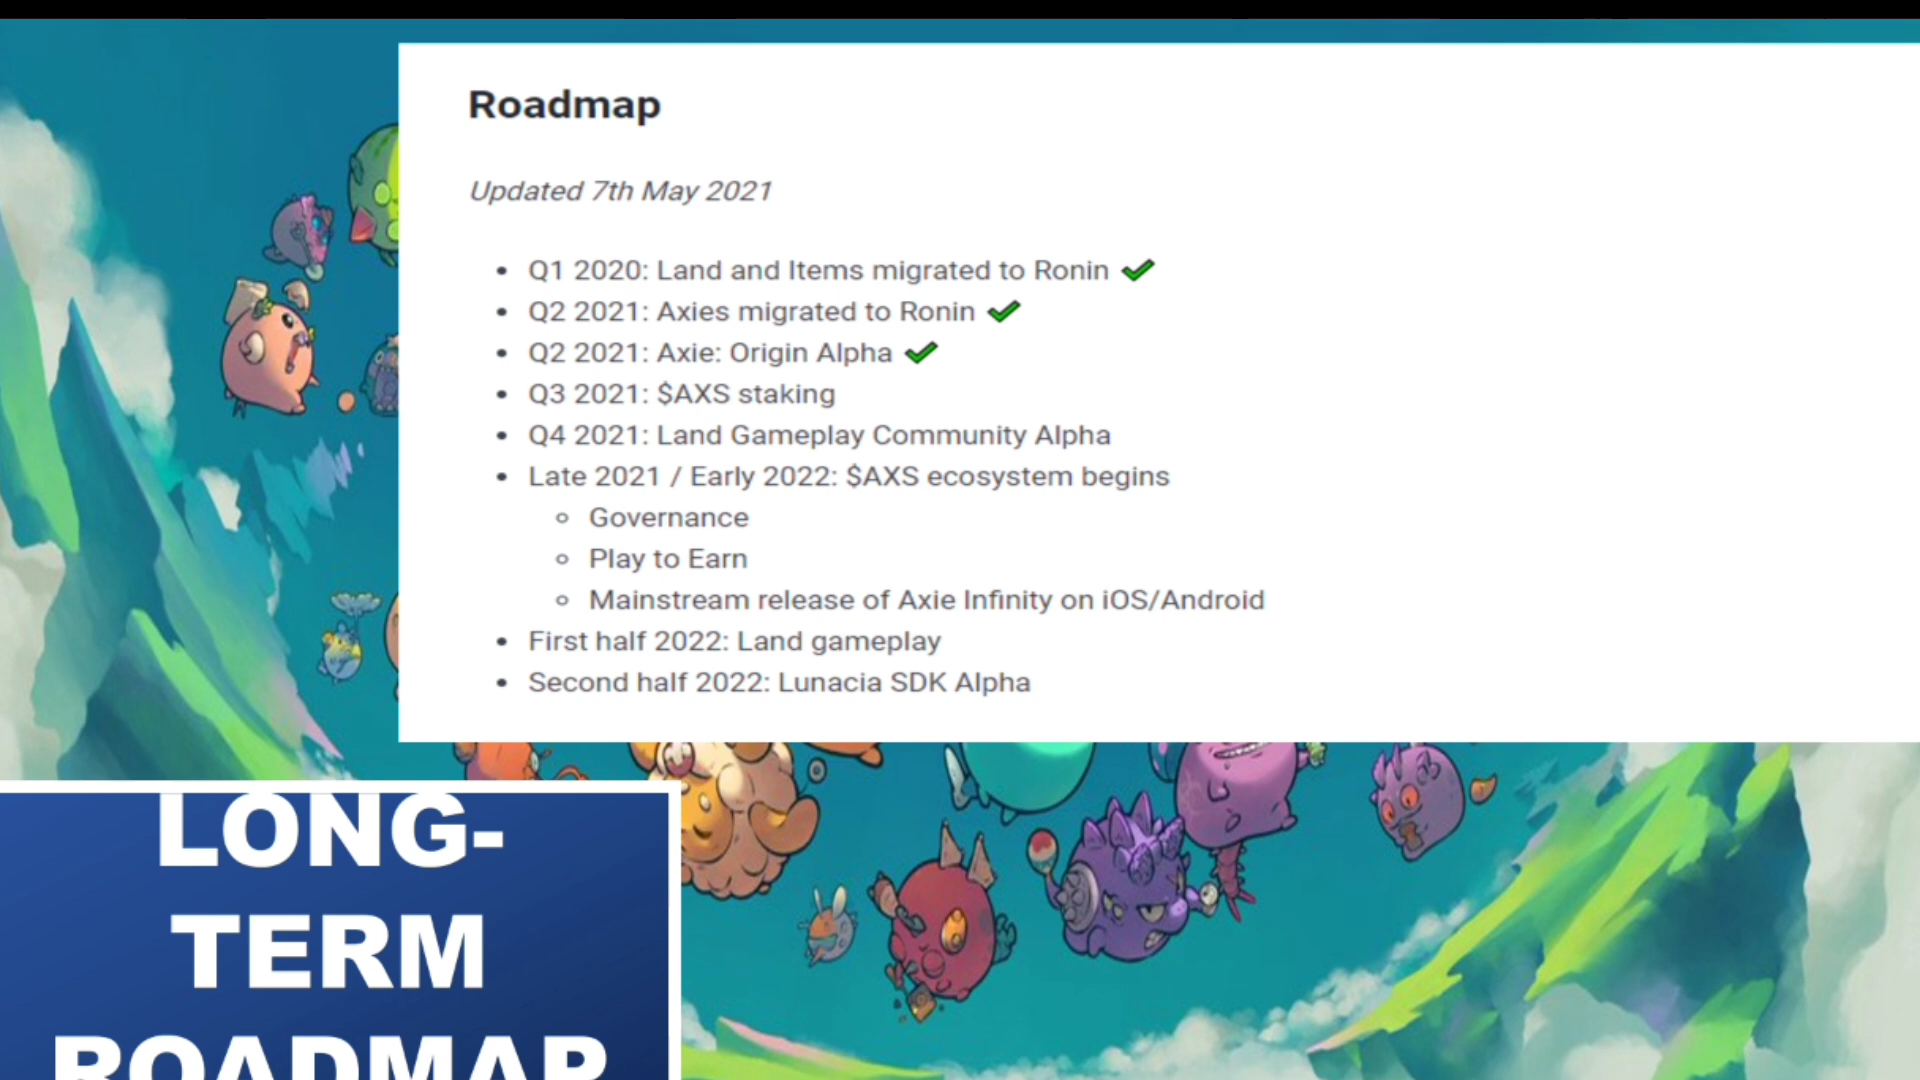 Roadmap
Updated 7th May 2021
• Q1 2020: Land and Items migrated to Ronin ✔
• Q2 2021: Axies migrated to Ronin ✔
• Q2 2021: Axie: Origin Alpha ✔
• Q3 2021: $AXS staking
• Q4 2021: Land Gameplay Community Alpha
• Late 2021 / Early 2022: $AXS ecosystem begins
◦ Governance
◦ Play to Earn
◦ Mainstream release of Axie Infinity on iOS/Android
• First half 2022: Land gameplay
• Second half 2022: Lunacia SDK Alpha
LONG-
TERM
ROADMAP